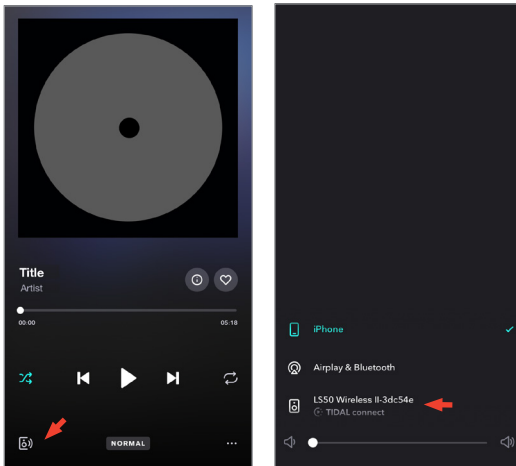 Title
Artist
00:00 05:18
NORMAL
iPhone
Airplay & Bluetooth
LS50 Wireless II-3dc54e
TIDAL connect